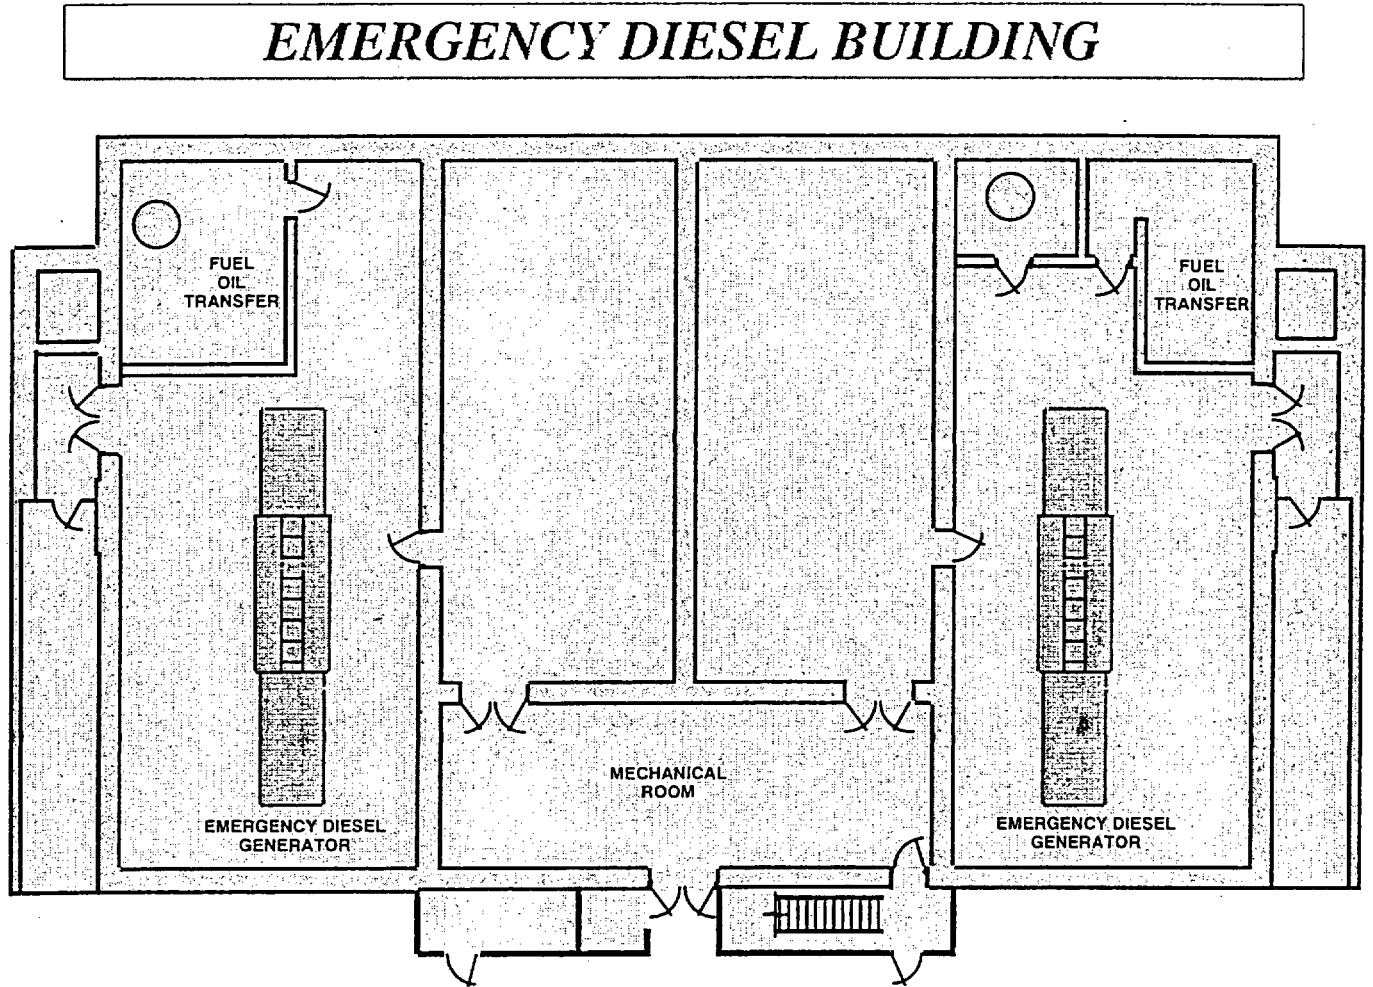 EMERGENCY DIESEL BUILDING
FUEL
OIL
TRANSFER
FUEL
OIL
TRANSFER
MECHANICAL
ROOM
EMERGENCY DIESEL
GENERATOR
EMERGENCY DIESEL
GENERATOR